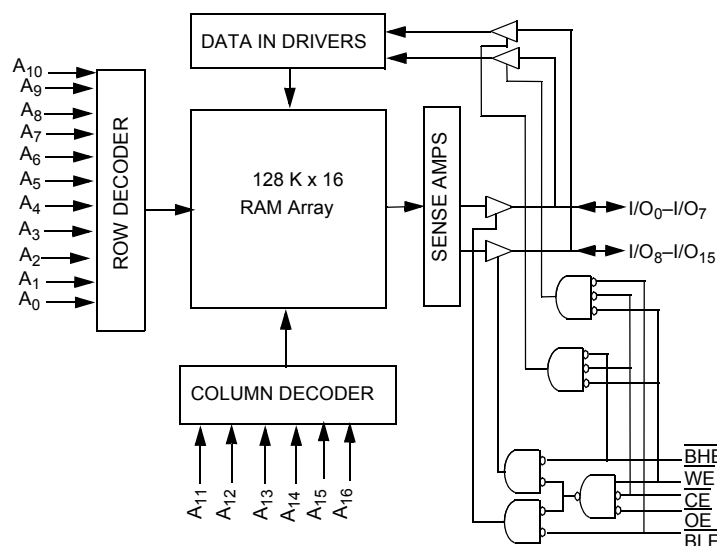 DATA IN DRIVERS
A10
A9
A8
A7
A6
A5
A4
A3
A2
A1
A0
ROW DECODER
128 K x 16
RAM Array
SENSE AMPS
I/O0–I/O7
I/O8–I/O15
COLUMN DECODER
A11
A12
A13
A14
A15
A16
BHE
WE
CE
OE
BLE